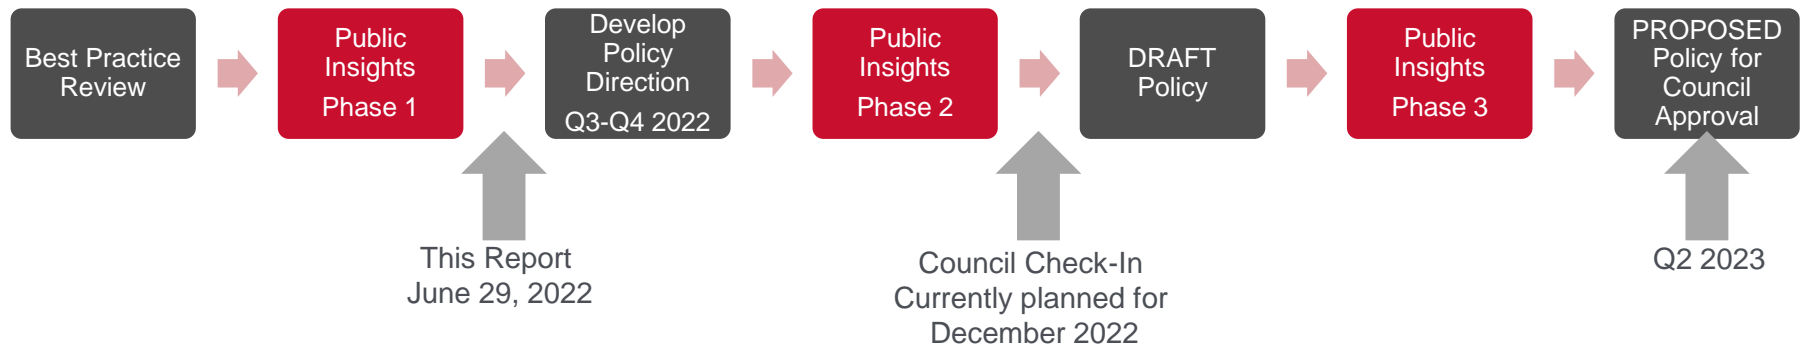 Best Practice
Review
Public
Insights
Phase 1
Develop
Policy
Direction
Q3-Q4 2022
Public
Insights
Phase 2
DRAFT
Policy
Public
Insights
Phase 3
PROPOSED
Policy for
Council
Approval
This Report
June 29, 2022
Council Check-In
Currently planned for
December 2022
Q2 2023